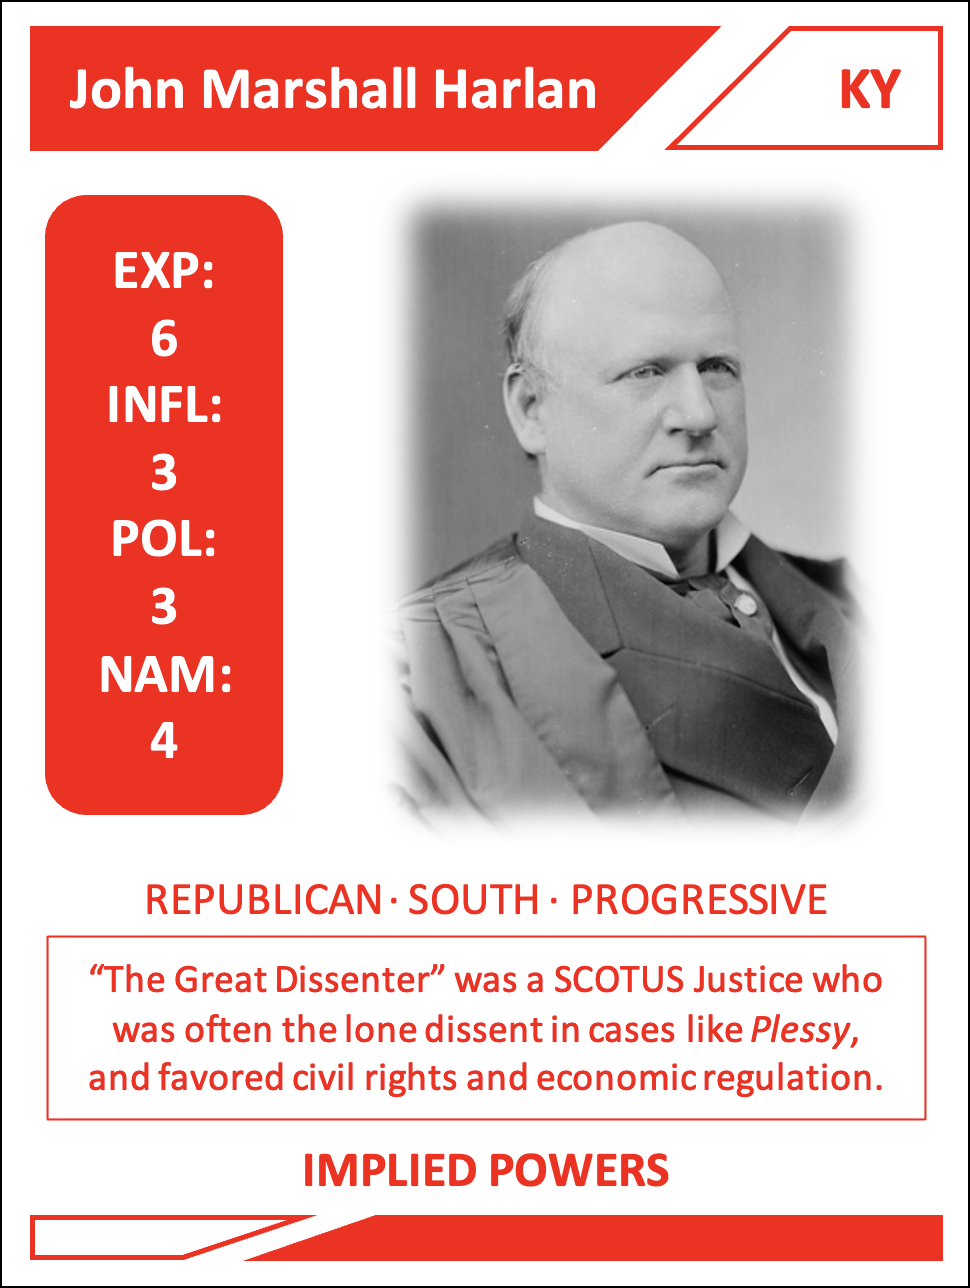 John Marshall Harlan
KY
EXP:
6
INFL:
3
POL:
3
NAM:
4
REPUBLICAN · SOUTH · PROGRESSIVE
“The Great Dissenter” was a SCOTUS Justice who
was often the lone dissent in cases like Plessy,
and favored civil rights and economic regulation.
IMPLIED POWERS